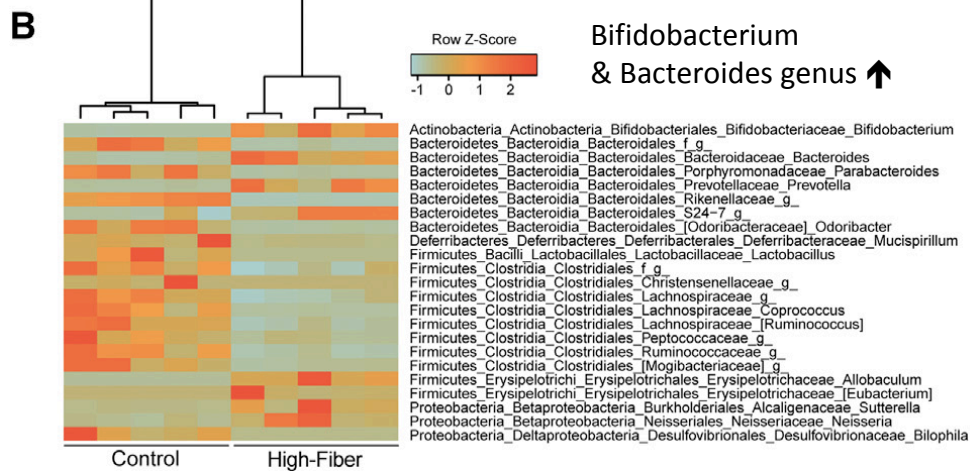 B
Row Z-Score
-1 0 1 2
Bifidobacterium
& Bacteroides genus ↑
Actinobacteria_Actinobacteria_Bifidobacteriales_Bifidobacteriaceae_Bifidobacterium
Bacteroidetes_Bacteroidia_Bacteroidales_f_g_
Bacteroidetes_Bacteroidia_Bacteroidales_Bacteroidaceae_Bacteroides
Bacteroidetes_Bacteroidia_Bacteroidales_Porphyromonadaceae_Parabacteroides
Bacteroidetes_Bacteroidia_Bacteroidales_Prevotellaceae_Prevotella
Bacteroidetes_Bacteroidia_Bacteroidales_Rikenellaceae_g_
Bacteroidetes_Bacteroidia_Bacteroidales_S24-7_g_
Bacteroidetes_Bacteroidia_Bacteroidales_[Odoribacteraceae]_Odoribacter
Deferribacteres_Deferribacteres_Deferribacterales_Deferribacteraceae_Mucispirillum
Firmicutes_Bacilli_Lactobacillales_Lactobacillaceae_Lactobacillus
Firmicutes_Clostridia_Clostridiales_f_g_
Firmicutes_Clostridia_Clostridiales_Christensenellaceae_g_
Firmicutes_Clostridia_Clostridiales_Lachnospiraceae_g_
Firmicutes_Clostridia_Clostridiales_Lachnospiraceae_Coprococcus
Firmicutes_Clostridia_Clostridiales_Lachnospiraceae_[Ruminococcus]
Firmicutes_Clostridia_Clostridiales_Peptococcaceae_g_
Firmicutes_Clostridia_Clostridiales_Ruminococcaceae_g_
Firmicutes_Clostridia_Clostridiales_[Mogibacteriaceae]_g_
Firmicutes_Erysipelotrichi_Erysipelotrichales_Erysipelotrichaceae_Allobaculum
Firmicutes_Erysipelotrichi_Erysipelotrichales_Erysipelotrichaceae_[Eubacterium]
Proteobacteria_Betaproteobacteria_Burkholderiales_Alcaligenaceae_Sutterella
Proteobacteria_Betaproteobacteria_Neisseriales_Neisseriaceae_Neisseria
Proteobacteria_Deltaproteobacteria_Desulfovibrionales_Desulfovibrionaceae_Bilophila
Control High-Fiber